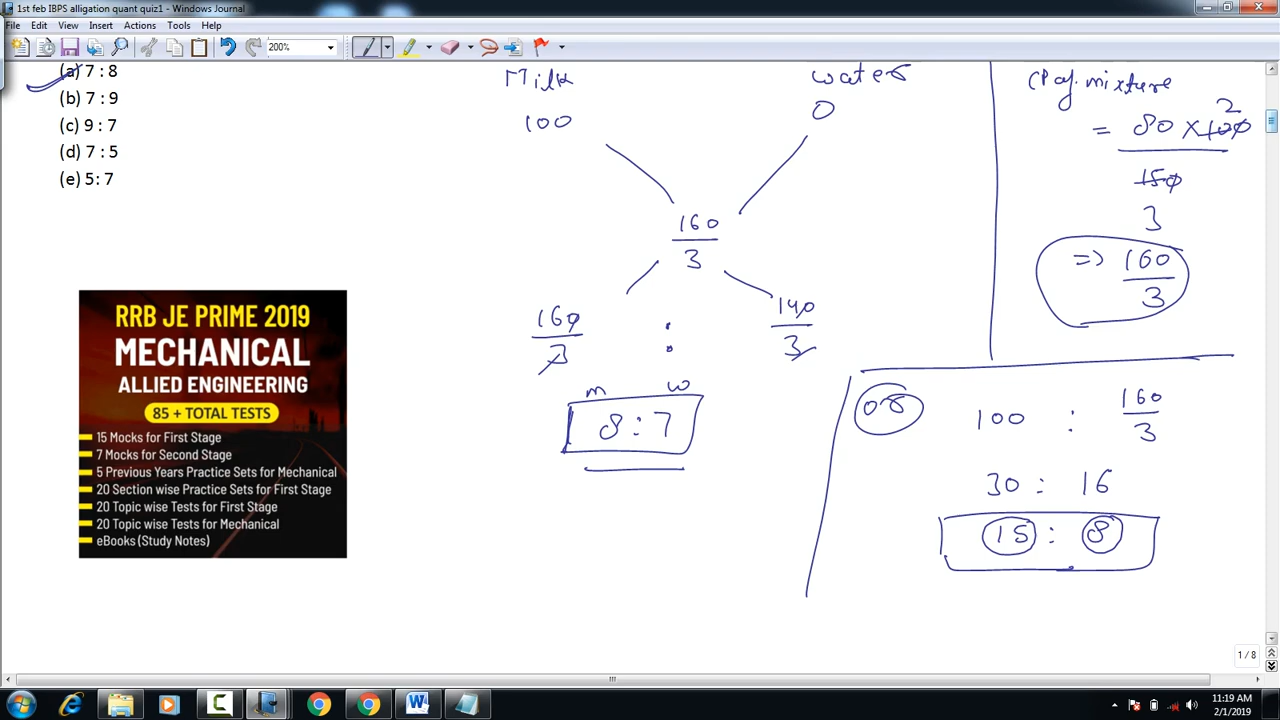 1st feb IBPS alligation quant quiz1 - Windows Journal
File Edit View Insert Actions Tools Help
200%
(a) 7 : 8
(b) 7 : 9
(c) 9 : 7
(d) 7 : 5
(e) 5 : 7
Milk water
100 0
160
3
160 : 140
3 3
m w
8 : 7
CP of mixture
2
= 80 × 100
150
3
=> 160
3
OR 100 : 160
3
30 : 16
15 : 8
RRB JE PRIME 2019
MECHANICAL
ALLIED ENGINEERING
85 + TOTAL TESTS
15 Mocks for First Stage
7 Mocks for Second Stage
5 Previous Years Practice Sets for Mechanical
20 Section wise Practice Sets for First Stage
20 Topic wise Tests for First Stage
20 Topic wise Tests for Mechanical
eBooks (Study Notes)
1 / 8
11:19 AM
2/1/2019